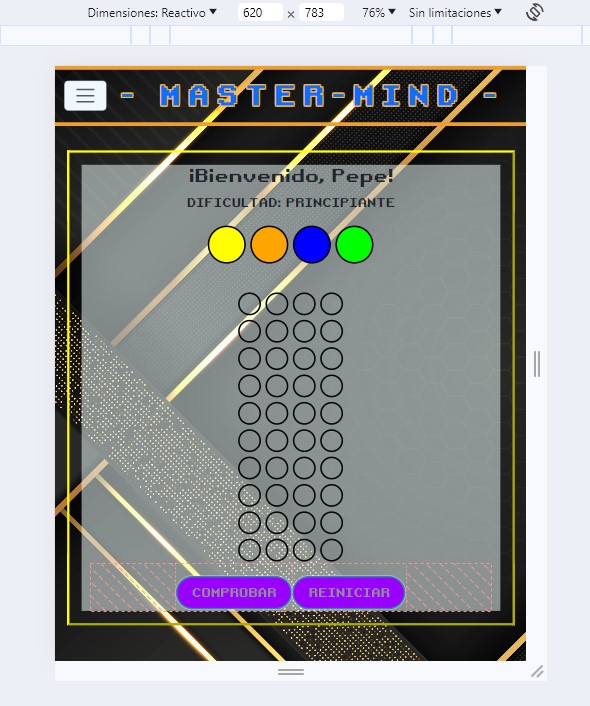 Dimensiones: Reactivo 620 x 783 76% Sin limitaciones
- MASTER-MIND -
¡Bienvenido, Pepe!
DIFICULTAD: PRINCIPIANTE
COMPROBAR REINICIAR